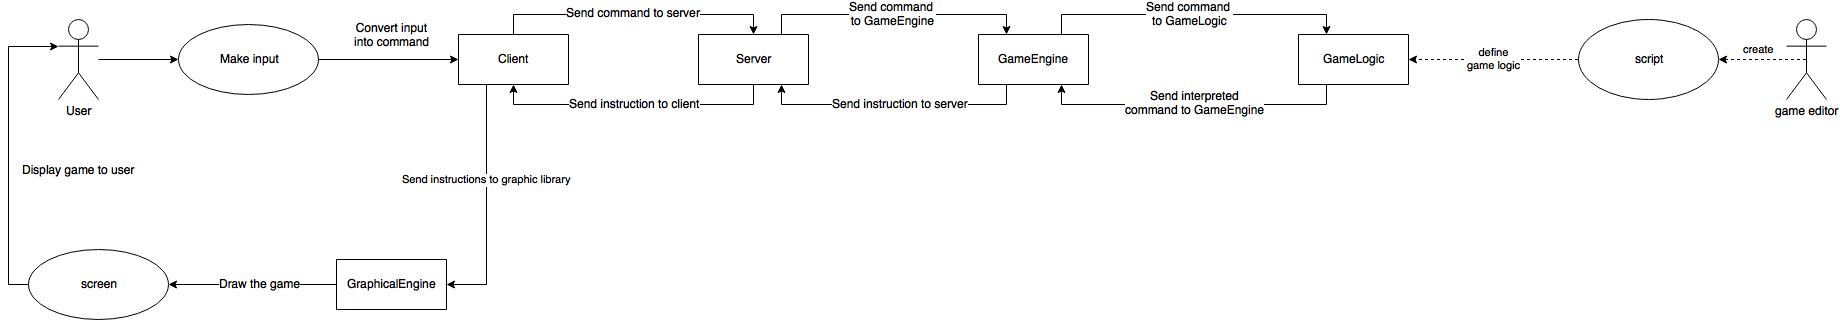 Send command to server
Send command
to GameEngine
Send command
to GameLogic
Convert input
into command
User
Make input
Client
Server
GameEngine
GameLogic
define
game logic
script
create
game editor
Send instruction to client
Send instruction to server
Send interpreted
command to GameEngine
Display game to user
Send instructions to graphic library
screen
Draw the game
GraphicalEngine